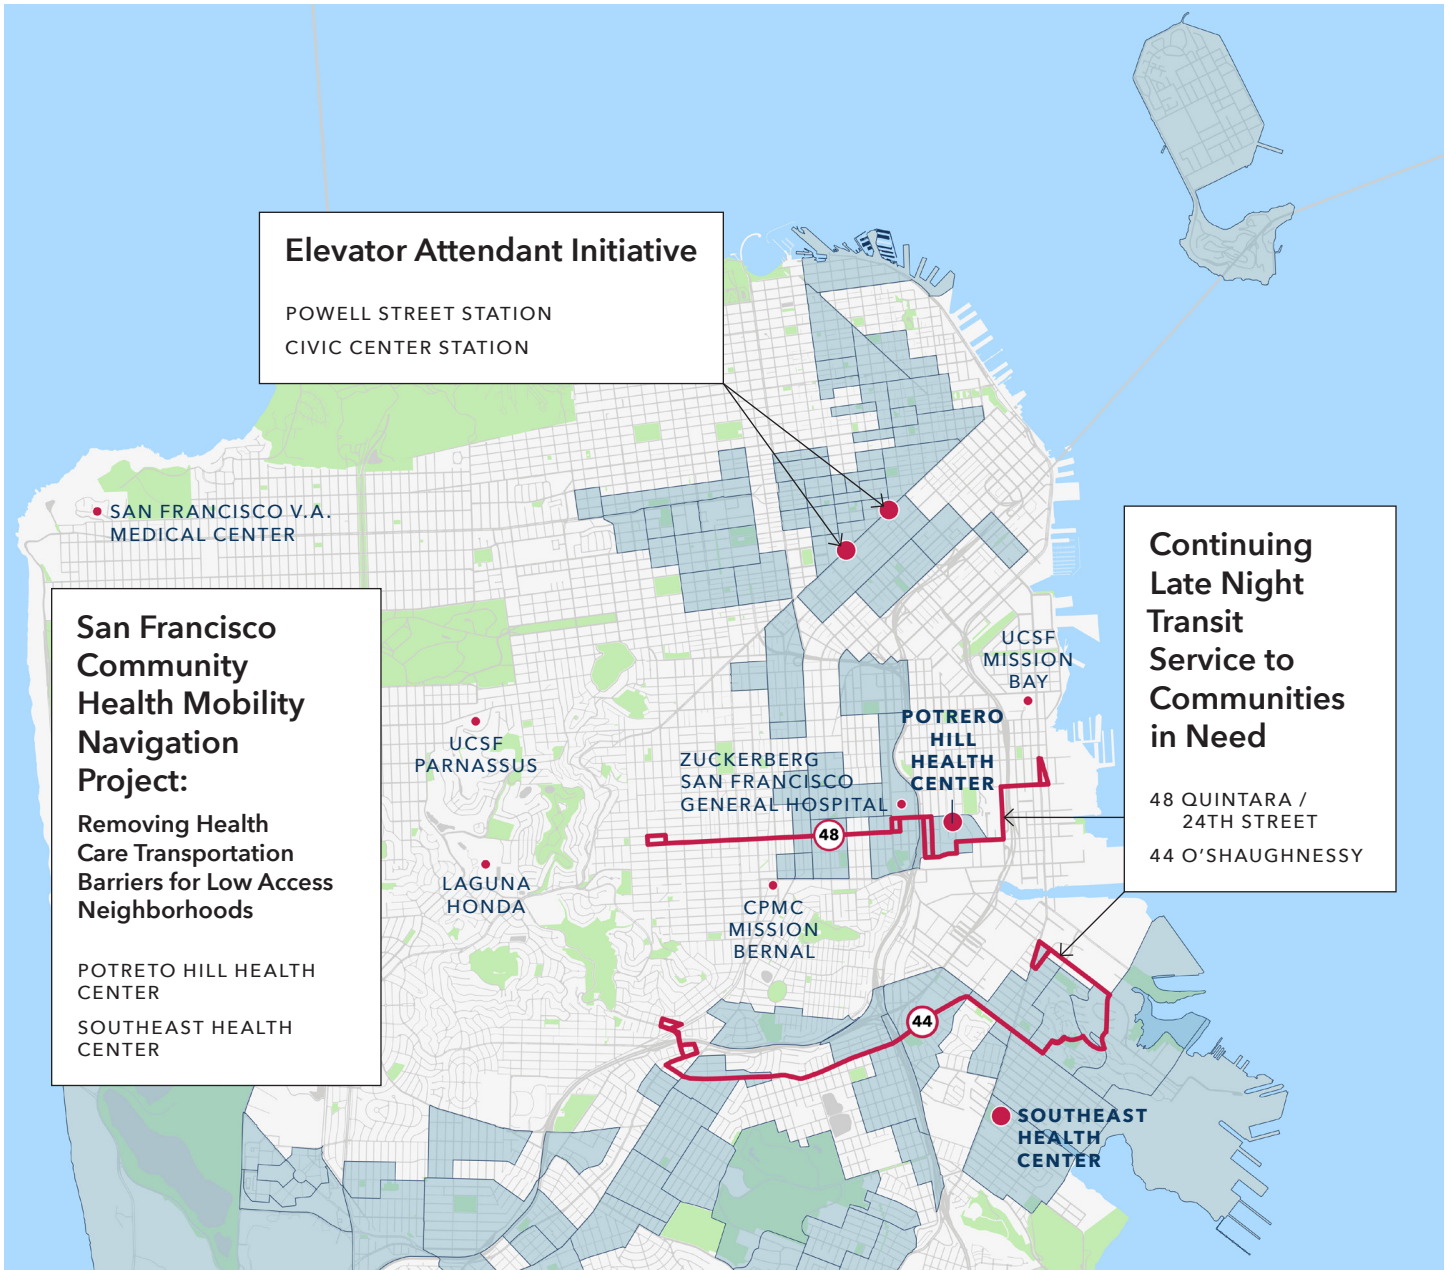 Elevator Attendant Initiative
POWELL STREET STATION
CIVIC CENTER STATION
SAN FRANCISCO V.A.
MEDICAL CENTER
San Francisco
Community
Health Mobility
Navigation
Project:
Removing Health
Care Transportation
Barriers for Low Access
Neighborhoods
POTRETO HILL HEALTH
CENTER
SOUTHEAST HEALTH
CENTER
Continuing
Late Night
Transit
Service to
Communities
in Need
48 QUINTARA /
24TH STREET
44 O'SHAUGHNESSY
UCSF
MISSION
BAY
UCSF
PARNASSUS
ZUCKERBERG
SAN FRANCISCO
GENERAL HOSPITAL
POTRERO
HILL
HEALTH
CENTER
48
LAGUNA
HONDA
CPMC
MISSION
BERNAL
44
SOUTHEAST
HEALTH
CENTER